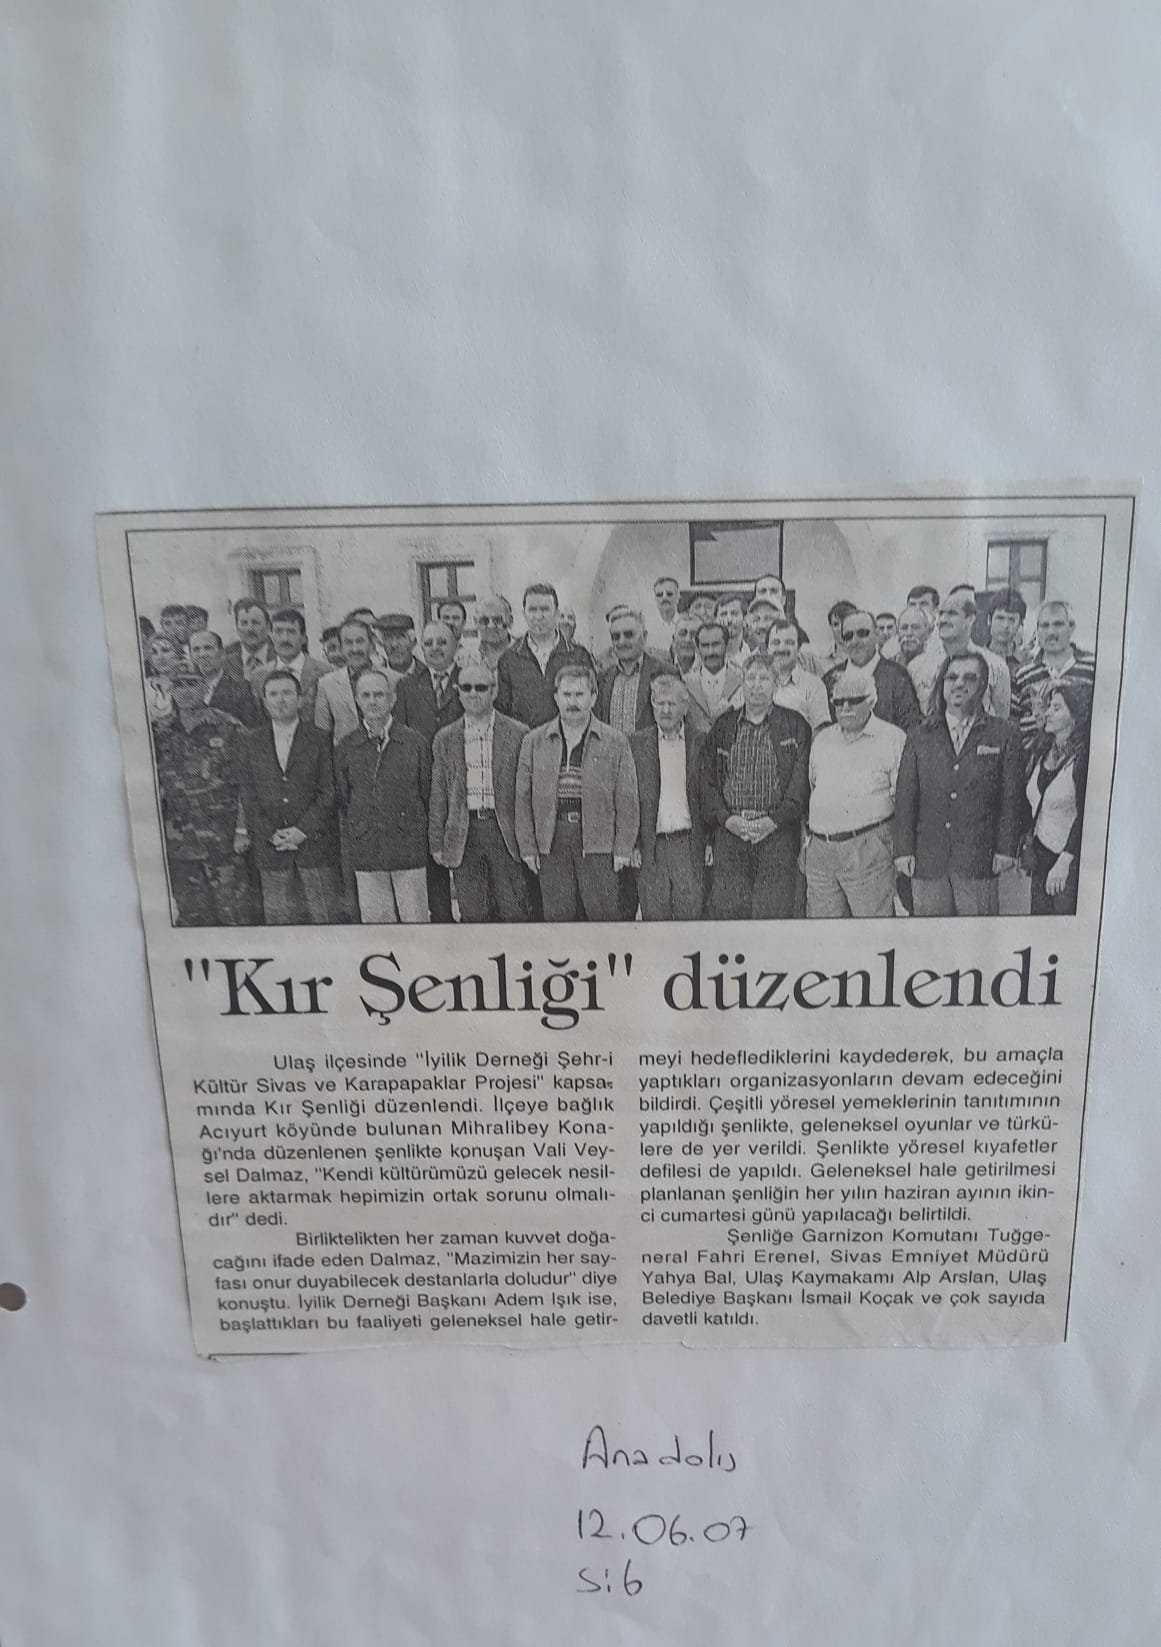 "Kır Şenliği" düzenlendi
Ulaş ilçesinde "İyilik Derneği Şehr-i
Kültür Sivas ve Karapapaklar Projesi" kapsa-
mında Kır Şenliği düzenlendi. İlçeye bağlık
Acıyurt köyünde bulunan Mihralibey Kona-
ğı'nda düzenlenen şenlikte konuşan Vali Vey-
sel Dalmaz, "Kendi kültürümüzü gelecek nesil-
lere aktarmak hepimizin ortak sorunu olmalı-
dır" dedi.
Birliktelikten her zaman kuvvet doğa-
cağını ifade eden Dalmaz, "Mazimizin her say-
fası onur duyabilecek destanlarla doludur" diye
konuştu. İyilik Derneği Başkanı Adem Işık ise,
başlattıkları bu faaliyeti geleneksel hale getir-
meyi hedeflediklerini kaydederek, bu amaçla
yaptıkları organizasyonların devam edeceğini
bildirdi. Çeşitli yöresel yemeklerinin tanıtımının
yapıldığı şenlikte, geleneksel oyunlar ve türkü-
lere de yer verildi. Şenlikte yöresel kıyafetler
defilesi de yapıldı. Geleneksel hale getirilmesi
planlanan şenliğin her yılın haziran ayının ikin-
ci cumartesi günü yapılacağı belirtildi.
Şenliğe Garnizon Komutanı Tuğge-
neral Fahri Erenel, Sivas Emniyet Müdürü
Yahya Bal, Ulaş Kaymakamı Alp Arslan, Ulaş
Belediye Başkanı İsmail Koçak ve çok sayıda
davetli katıldı.
Anadolu
12.06.07
S:6